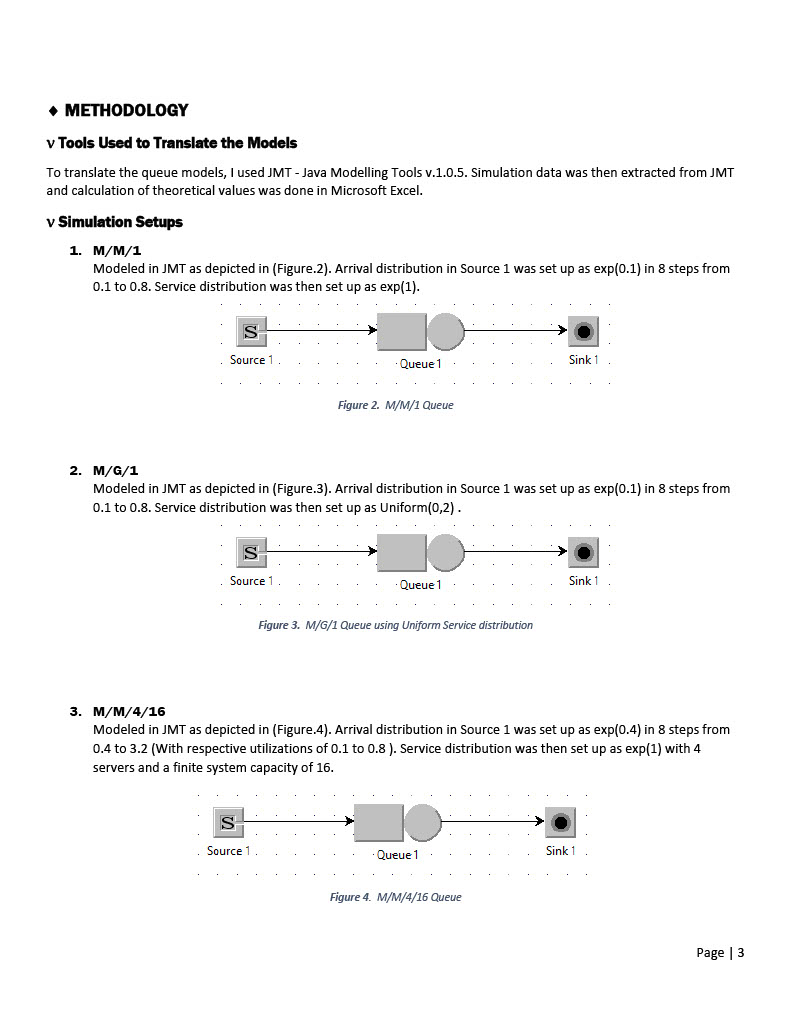 ♦ METHODOLOGY
ν Tools Used to Translate the Models
To translate the queue models, I used JMT - Java Modelling Tools v.1.0.5. Simulation data was then extracted from JMT
and calculation of theoretical values was done in Microsoft Excel.
ν Simulation Setups
1. M/M/1
Modeled in JMT as depicted in (Figure.2). Arrival distribution in Source 1 was set up as exp(0.1) in 8 steps from
0.1 to 0.8. Service distribution was then set up as exp(1).
S
Source 1
Queue 1
Sink 1
Figure 2. M/M/1 Queue
2. M/G/1
Modeled in JMT as depicted in (Figure.3). Arrival distribution in Source 1 was set up as exp(0.1) in 8 steps from
0.1 to 0.8. Service distribution was then set up as Uniform(0,2) .
S
Source 1
Queue 1
Sink 1
Figure 3. M/G/1 Queue using Uniform Service distribution
3. M/M/4/16
Modeled in JMT as depicted in (Figure.4). Arrival distribution in Source 1 was set up as exp(0.4) in 8 steps from
0.4 to 3.2 (With respective utilizations of 0.1 to 0.8 ). Service distribution was then set up as exp(1) with 4
servers and a finite system capacity of 16.
S
Source 1
Queue 1
Sink 1
Figure 4. M/M/4/16 Queue
Page | 3